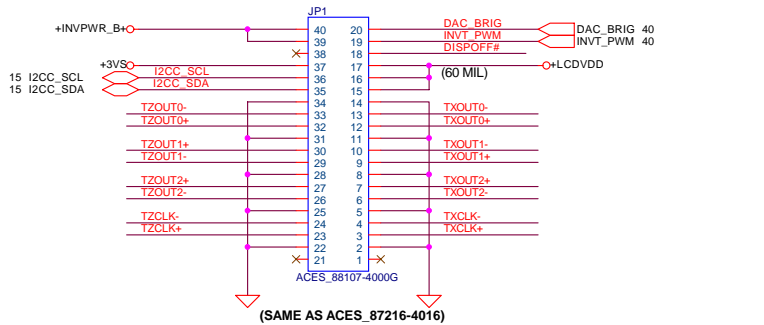 JP1
+INVPWR_B+ 40 20 DAC_BRIG DAC_BRIG 40
39 19 INVT_PWM INVT_PWM 40
38 18 DISPOFF#
+3VS 37 17 +LCDVDD
15 I2CC_SCL I2CC_SCL 36 16 (60 MIL)
15 I2CC_SDA I2CC_SDA 35 15
34 14
TZOUT0- 33 13 TXOUT0-
TZOUT0+ 32 12 TXOUT0+
31 11
TZOUT1+ 30 10 TXOUT1-
TZOUT1- 29 9 TXOUT1+
28 8
TZOUT2+ 27 7 TXOUT2+
TZOUT2- 26 6 TXOUT2-
25 5
TZCLK- 24 4 TXCLK-
TZCLK+ 23 3 TXCLK+
22 2
21 1
ACES_88107-4000G
(SAME AS ACES_87216-4016)